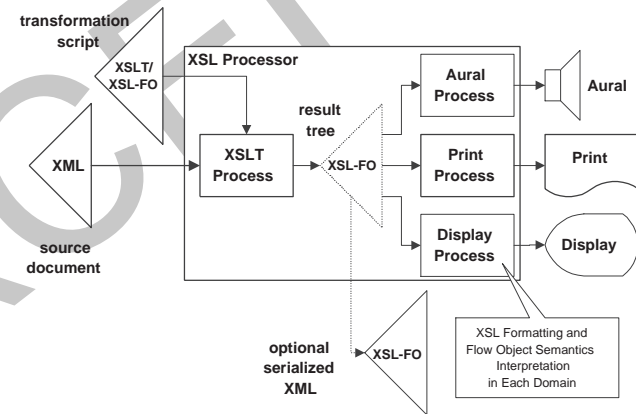 transformation
script
XSLT/
XSL-FO
XSL Processor
Aural
Process
Aural
result
tree
XML
XSLT
Process
XSL-FO
Print
Process
Print
source
document
Display
Process
Display
optional
serialized
XML
XSL-FO
XSL Formatting and
Flow Object Semantics
Interpretation
in Each Domain